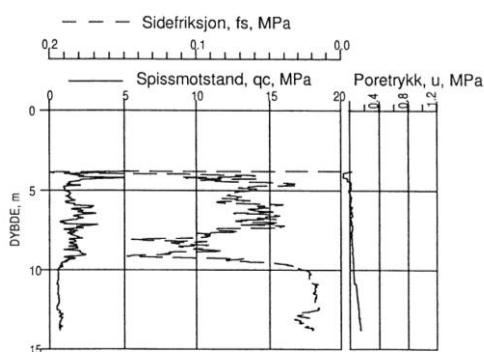 Sidefriksjon, fs, MPa
0,2 0,1 0,0
Spissmotstand, qc, MPa Poretrykk, u, MPa
0 5 10 15 20 0.4 0.8 1.2
0
5
10
15
DYBDE, m